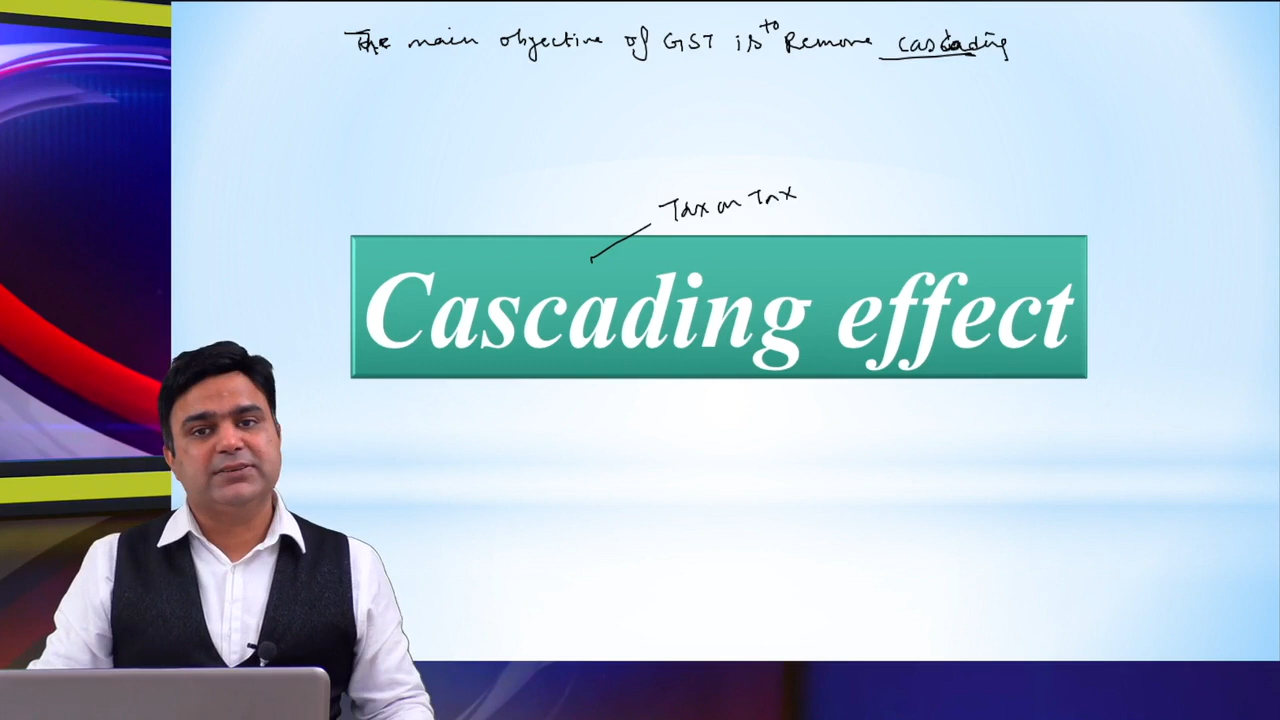 The main objective of GST is to Remove cascading
Tax on Tax
Cascading effect